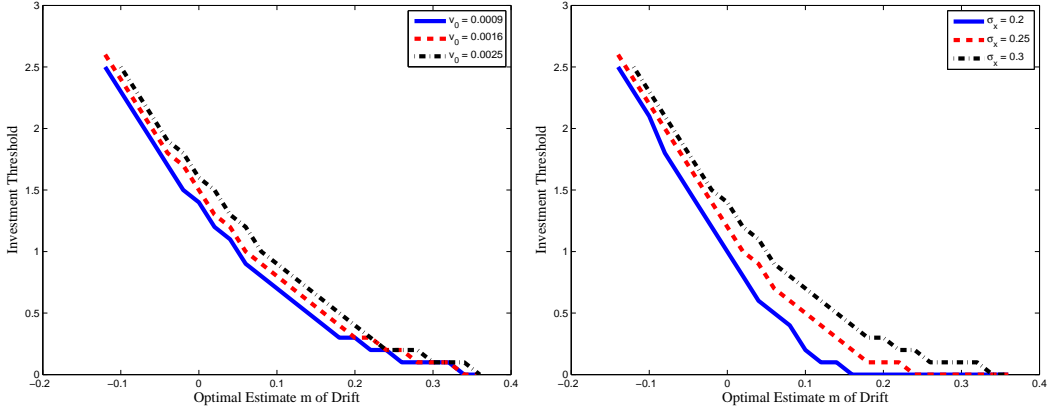 3
2.5
2
1.5
1
0.5
0
−0.2 −0.1 0 0.1 0.2 0.3 0.4
Investment Threshold
Optimal Estimate m of Drift
v0 = 0.0009
v0 = 0.0016
v0 = 0.0025
3
2.5
2
1.5
1
0.5
0
−0.2 −0.1 0 0.1 0.2 0.3 0.4
Investment Threshold
Optimal Estimate m of Drift
σx = 0.2
σx = 0.25
σx = 0.3